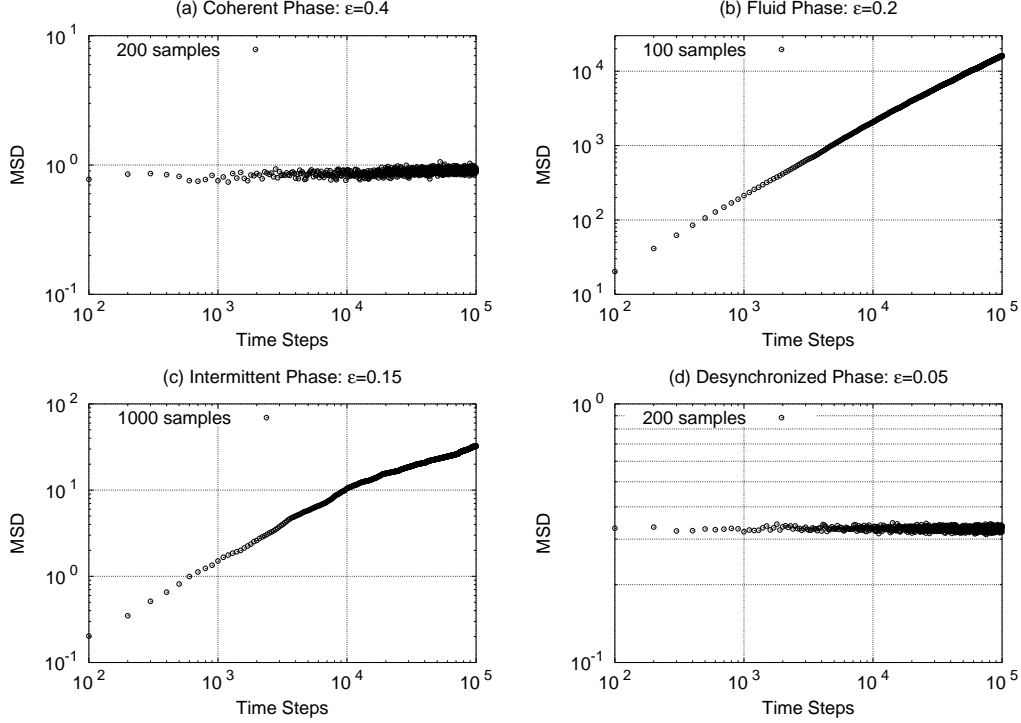 (a) Coherent Phase: ε=0.4
200 samples
10^1
10^0
10^-1
MSD
10^2
10^3
10^4
10^5
Time Steps
(b) Fluid Phase: ε=0.2
100 samples
10^4
10^3
10^2
10^1
MSD
10^2
10^3
10^4
10^5
Time Steps
(c) Intermittent Phase: ε=0.15
1000 samples
10^2
10^1
10^0
10^-1
MSD
10^2
10^3
10^4
10^5
Time Steps
(d) Desynchronized Phase: ε=0.05
200 samples
10^0
10^-1
MSD
10^2
10^3
10^4
10^5
Time Steps